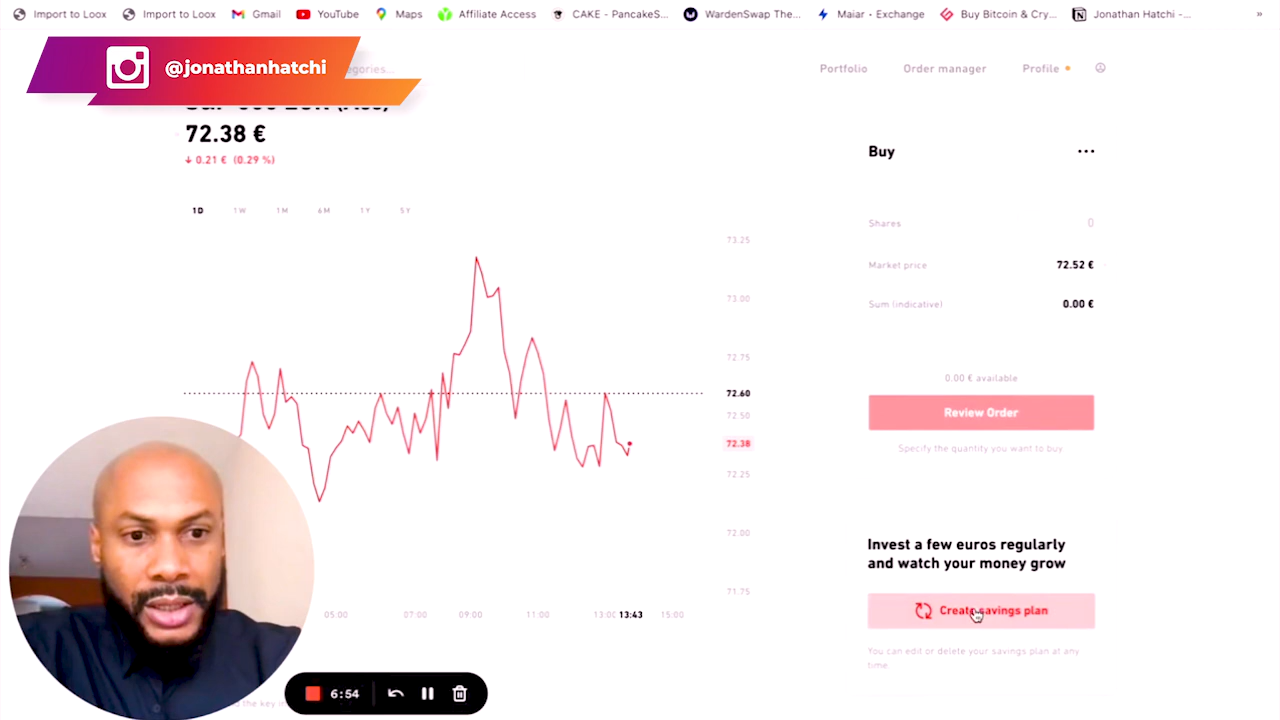 Import to Loox Import to Loox Gmail YouTube Maps Affiliate Access CAKE - PancakeS... WardenSwap The... Maiar - Exchange Buy Bitcoin & Cry... Jonathan Hatchi -... »
@jonathanhatchi
Portfolio Order manager Profile
72.38 €
0.21 € (0.29 %)
1D 1W 1M 6M 1Y 5Y
73.25
73.00
72.75
72.60
72.50
72.38
72.25
72.00
71.75
05:00 07:00 09:00 11:00 13:43 15:00
Buy
Shares 0
Market price 72.52 €
Sum (indicative) 0.00 €
0.00 € available
Review Order
Specify the quantity you want to buy
Invest a few euros regularly
and watch your money grow
Create savings plan
You can edit or delete your savings plan at any
time
6:54